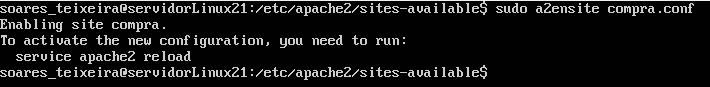 soares_teixeira@servidorLinux21:/etc/apache2/sites-available$ sudo a2ensite compra.conf
Enabling site compra.
To activate the new configuration, you need to run:
  service apache2 reload
soares_teixeira@servidorLinux21:/etc/apache2/sites-available$